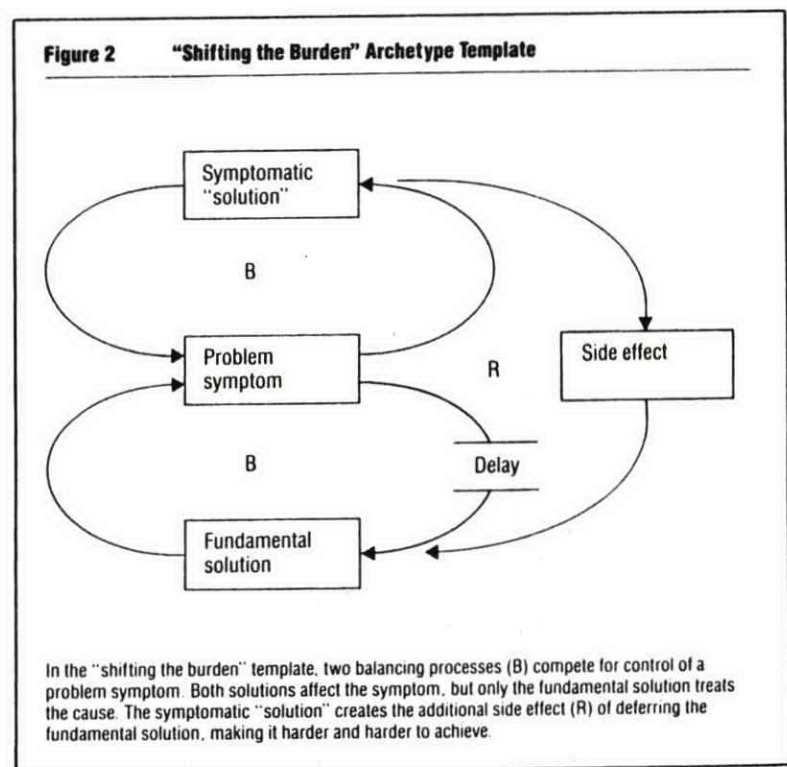 Figure 2 "Shifting the Burden" Archetype Template
Symptomatic
"solution"
B
Problem
symptom
R
Side effect
B
Delay
Fundamental
solution
In the "shifting the burden" template, two balancing processes (B) compete for control of a
problem symptom. Both solutions affect the symptom, but only the fundamental solution treats
the cause. The symptomatic "solution" creates the additional side effect (R) of deferring the
fundamental solution, making it harder and harder to achieve.